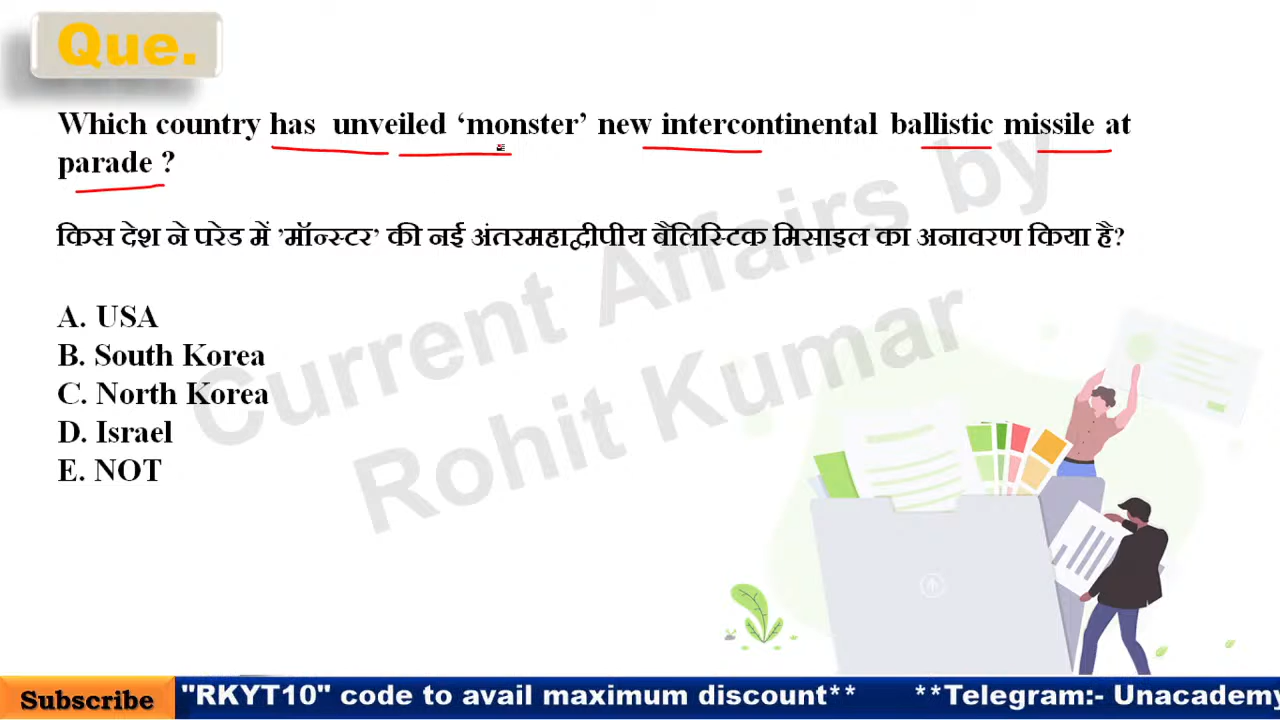 Que.
Which country has unveiled ‘monster’ new intercontinental ballistic missile at
parade ?
किस देश ने परेड में ’मॉन्स्टर’ की नई अंतरमहाद्वीपीय बैलिस्टिक मिसाइल का अनावरण किया है?
A. USA
B. South Korea
C. North Korea
D. Israel
E. NOT
Current Affairs by
Rohit Kumar
Subscribe
"RKYT10" code to avail maximum discount** **Telegram:- Unacademy